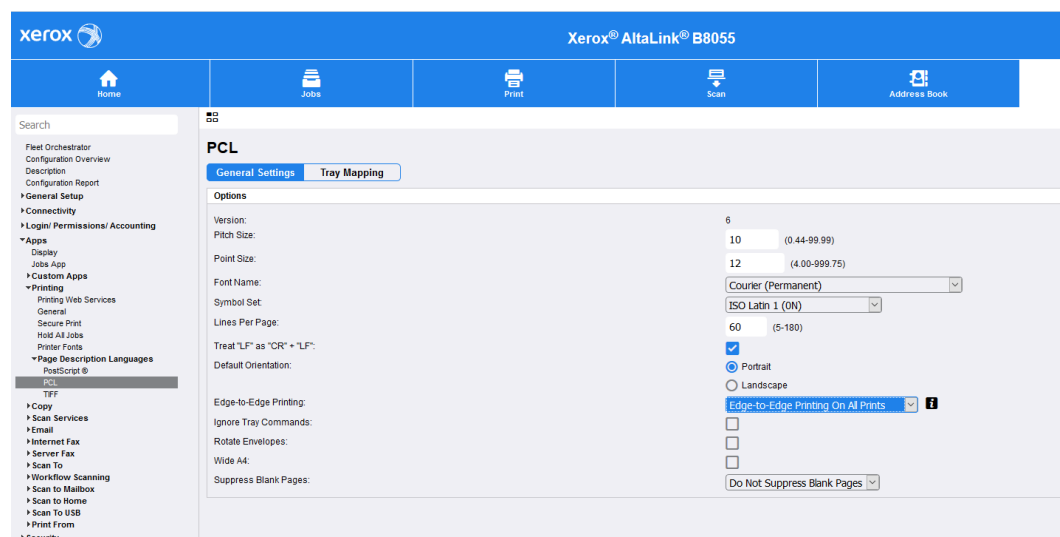 xerox
Xerox® AltaLink® B8055
Home
Jobs
Print
Scan
Address Book
Search
Fleet Orchestrator
Configuration Overview
Description
Configuration Report
General Setup
Connectivity
Login/ Permissions/ Accounting
Apps
Display
Jobs App
Custom Apps
Printing
Printing Web Services
General
Secure Print
Hold All Jobs
Printer Fonts
Page Description Languages
PostScript ®
PCL
TIFF
Copy
Scan Services
Email
Internet Fax
Server Fax
Scan To
Workflow Scanning
Scan to Mailbox
Scan to Home
Scan To USB
Print From
Security
PCL
General Settings Tray Mapping
Options
Version: 6
Pitch Size: 10 (0.44-99.99)
Point Size: 12 (4.00-999.75)
Font Name: Courier (Permanent)
Symbol Set: ISO Latin 1 (0N)
Lines Per Page: 60 (5-180)
Treat "LF" as "CR" + "LF":
Default Orientation: Portrait
Landscape
Edge-to-Edge Printing: Edge-to-Edge Printing On All Prints i
Ignore Tray Commands:
Rotate Envelopes:
Wide A4:
Suppress Blank Pages: Do Not Suppress Blank Pages